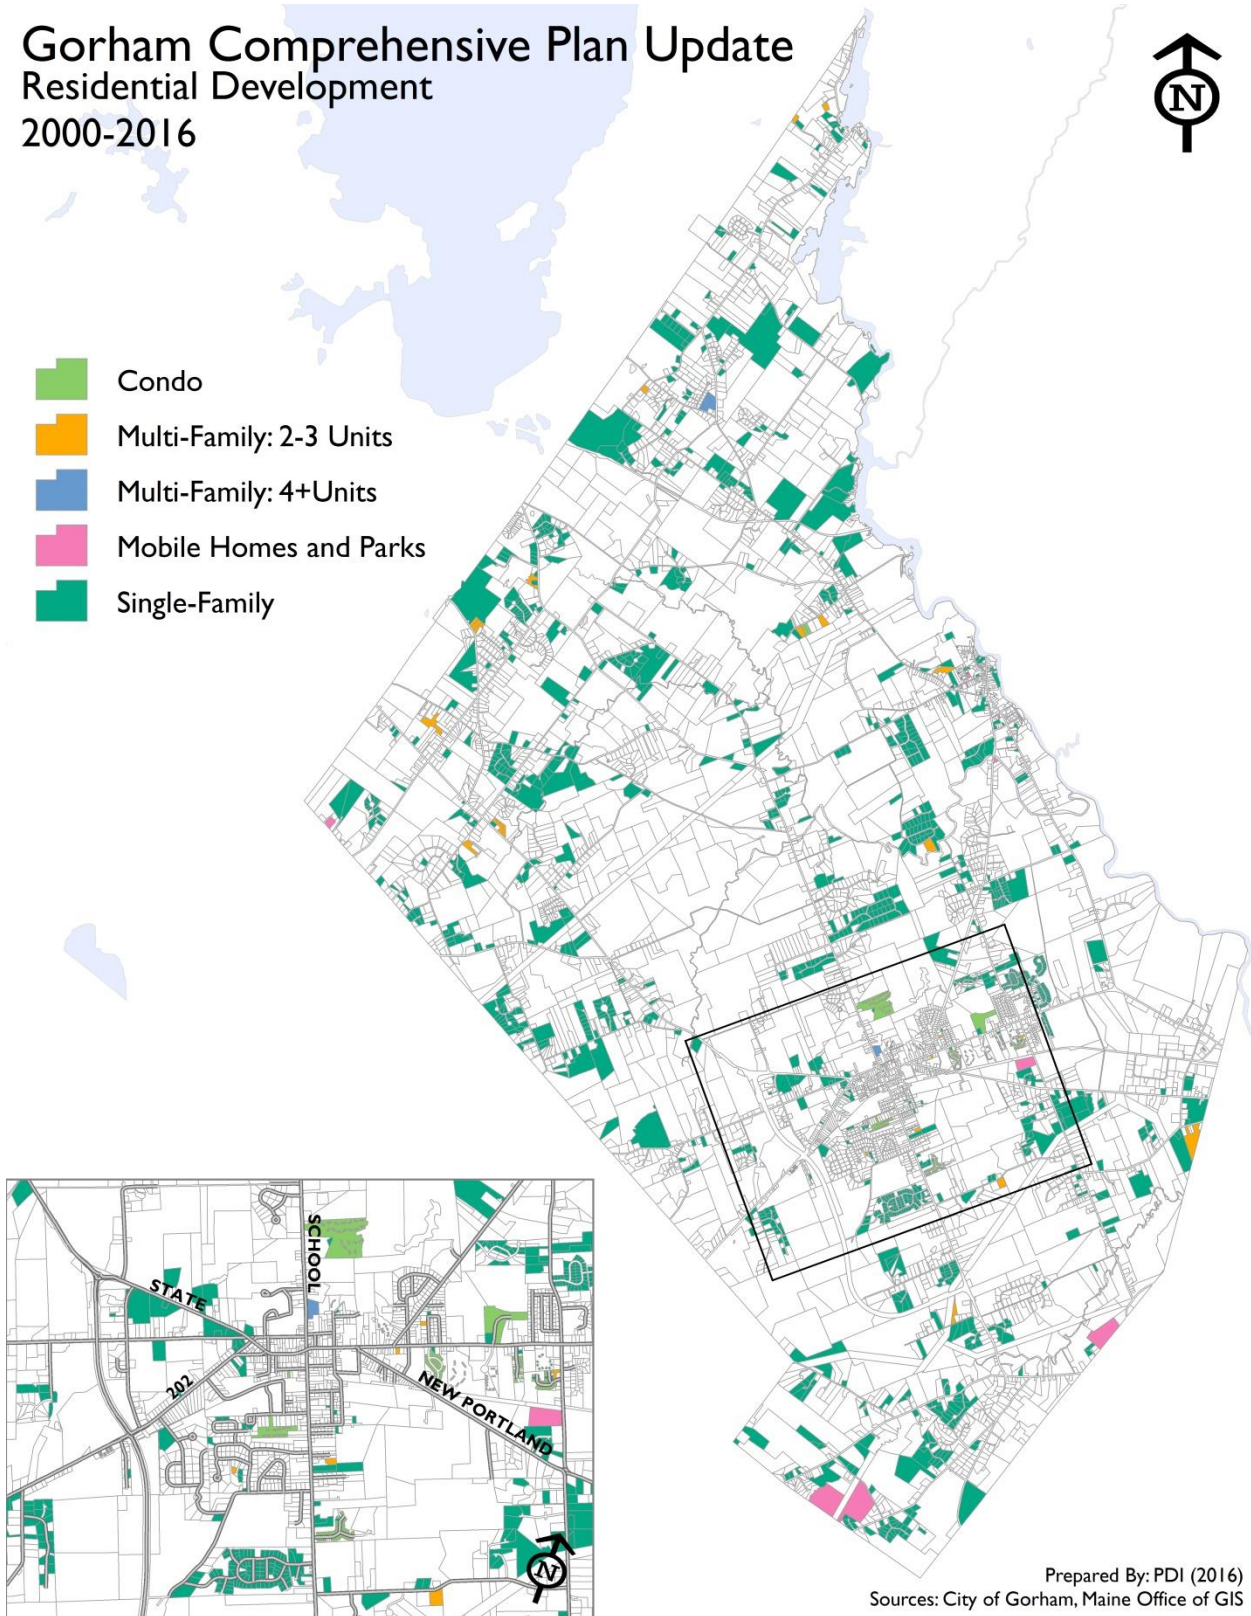 Gorham Comprehensive Plan Update
Residential Development
2000-2016
N
Condo
Multi-Family: 2-3 Units
Multi-Family: 4+Units
Mobile Homes and Parks
Single-Family
SCHOOL
STATE
202
NEW PORTLAND
N
Prepared By: PDI (2016)
Sources: City of Gorham, Maine Office of GIS